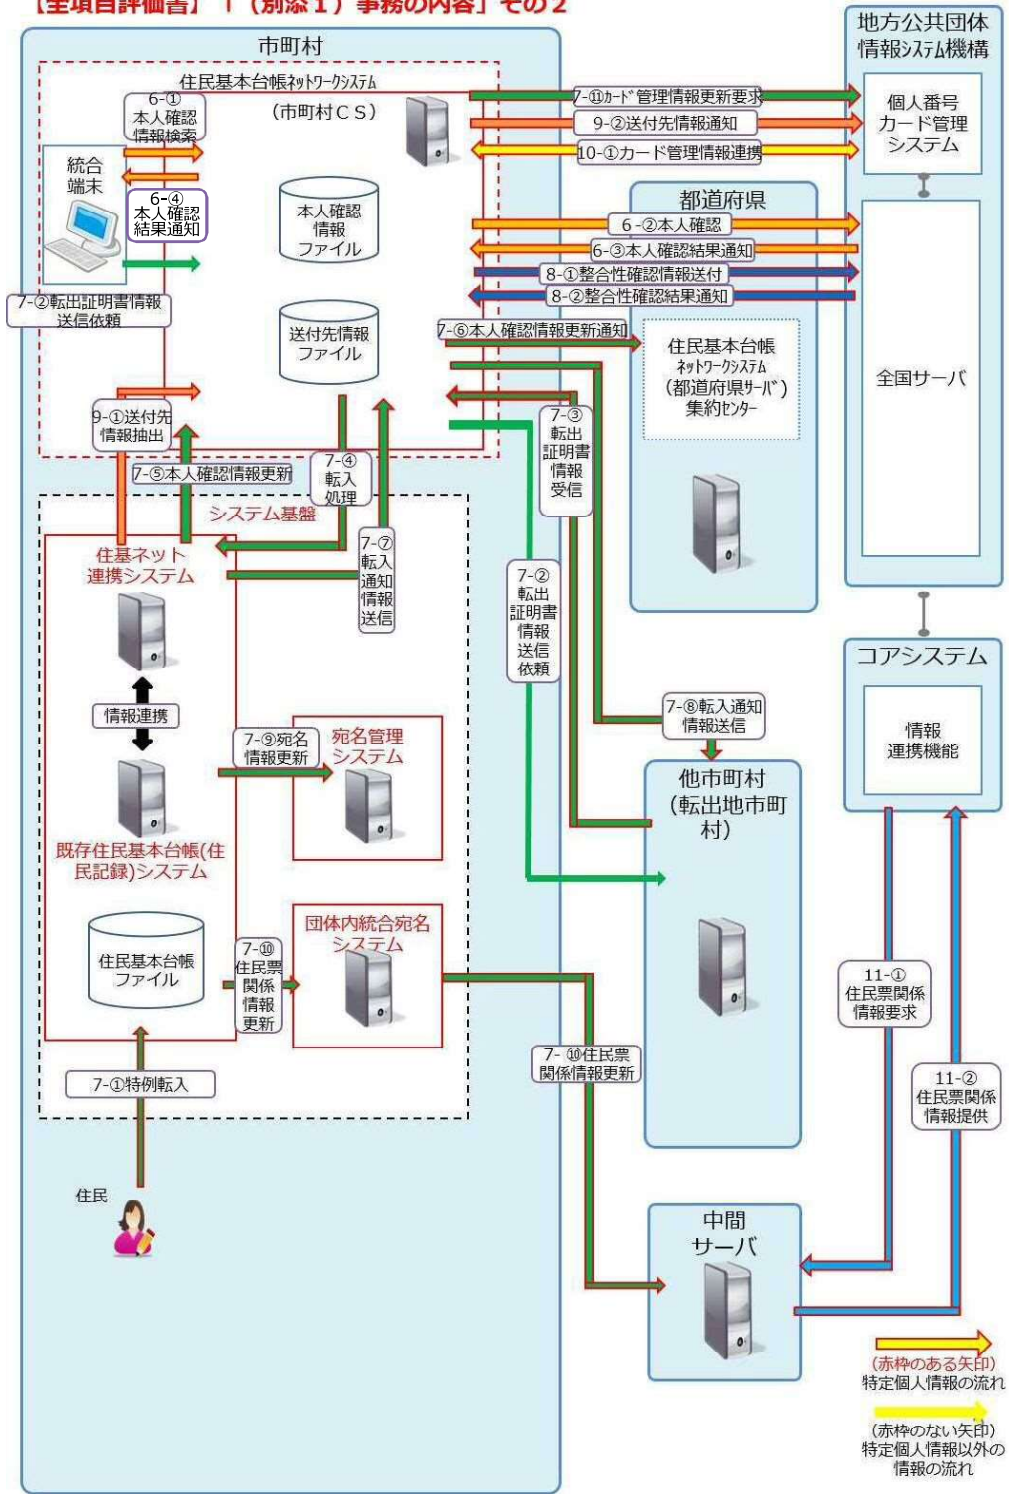 【全項目評価書】「（別添１）事務の内容」その２
市町村
住民基本台帳ﾈｯﾄﾜｰｸｼｽﾃﾑ
（市町村ＣＳ）
6-①
本人確認
情報検索
統合
端末
6-④
本人確認
結果通知
7-②転出証明書情報
送信依頼
本人確認
情報
ファイル
送付先情報
ファイル
9-①送付先
情報抽出
7-⑤本人確認情報更新
7-④
転入
処理
7-⑦
転入
通知
情報
送信
7-⑪ｶｰﾄﾞ管理情報更新要求
9-②送付先情報通知
10-①カード管理情報連携
6-②本人確認
6-③本人確認結果通知
8-①整合性確認情報送付
8-②整合性確認結果通知
7-⑥本人確認情報更新通知
7-③
転出
証明書
情報
受信
7-②
転出
証明書
情報
送信
依頼
都道府県
住民基本台帳
ﾈｯﾄﾜｰｸｼｽﾃﾑ
（都道府県ｻｰﾊﾞ）
集約ｾﾝﾀｰ
地方公共団体
情報ｼｽﾃﾑ機構
個人番号
カード管理
システム
全国サーバ
コアシステム
情報
連携機能
システム基盤
住基ネット
連携システム
情報連携
既存住民基本台帳(住
民記録)システム
住民基本台帳
ファイル
7-⑨宛名
情報更新
宛名管理
システム
7-⑩
住民票
関係
情報
更新
団体内統合宛名
システム
7-①特例転入
住民
7-⑧転入通知
情報送信
他市町村
（転出地市町
村）
7- ⑩住民票
関係情報更新
中間
サーバ
11-①
住民票関係
情報要求
11-②
住民票関係
情報提供
（赤枠のある矢印）
特定個人情報の流れ
（赤枠のない矢印）
特定個人情報以外の
情報の流れ